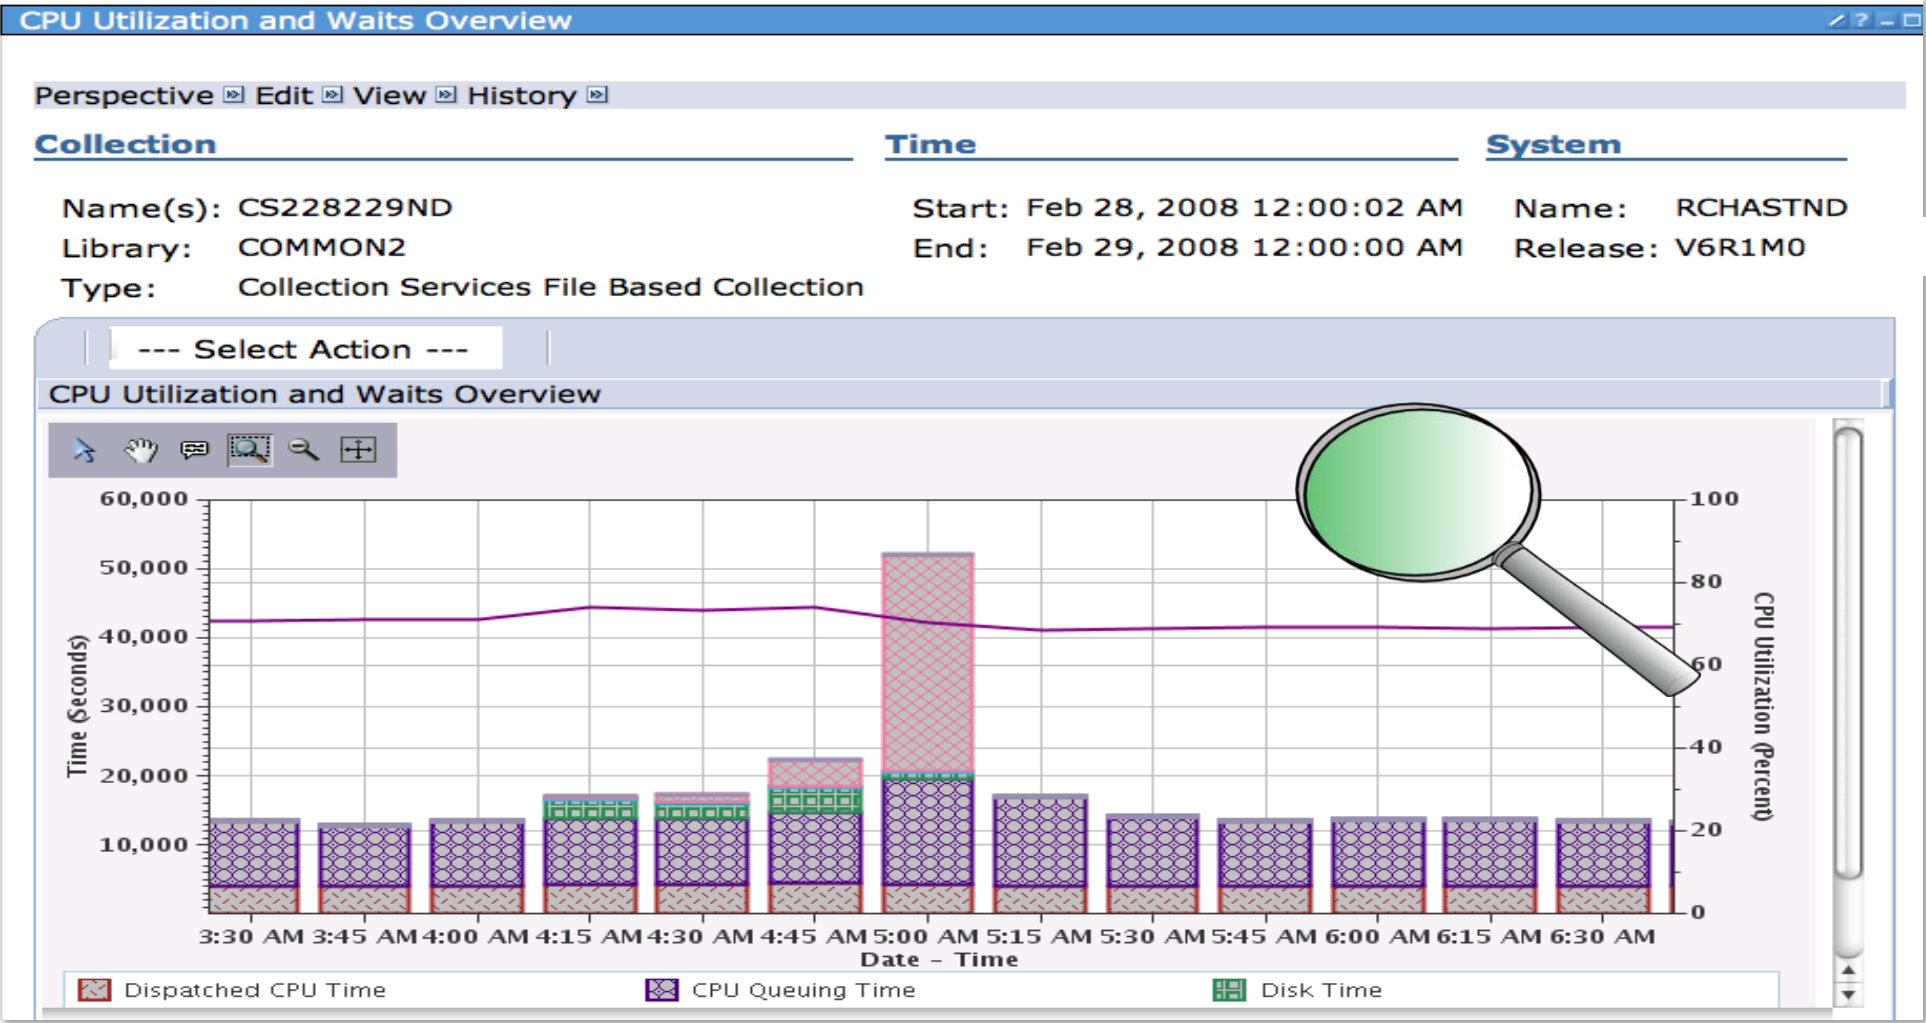 CPU Utilization and Waits Overview
Perspective Edit View History
Collection Time System
Name(s): CS228229ND Start: Feb 28, 2008 12:00:02 AM Name: RCHASTND
Library: COMMON2 End: Feb 29, 2008 12:00:00 AM Release: V6R1M0
Type: Collection Services File Based Collection
--- Select Action ---
CPU Utilization and Waits Overview
60,000
50,000
40,000
30,000
20,000
10,000
Time (Seconds)
100
80
60
40
20
0
CPU Utilization (Percent)
3:30 AM 3:45 AM 4:00 AM 4:15 AM 4:30 AM 4:45 AM 5:00 AM 5:15 AM 5:30 AM 5:45 AM 6:00 AM 6:15 AM 6:30 AM
Date - Time
Dispatched CPU Time CPU Queuing Time Disk Time